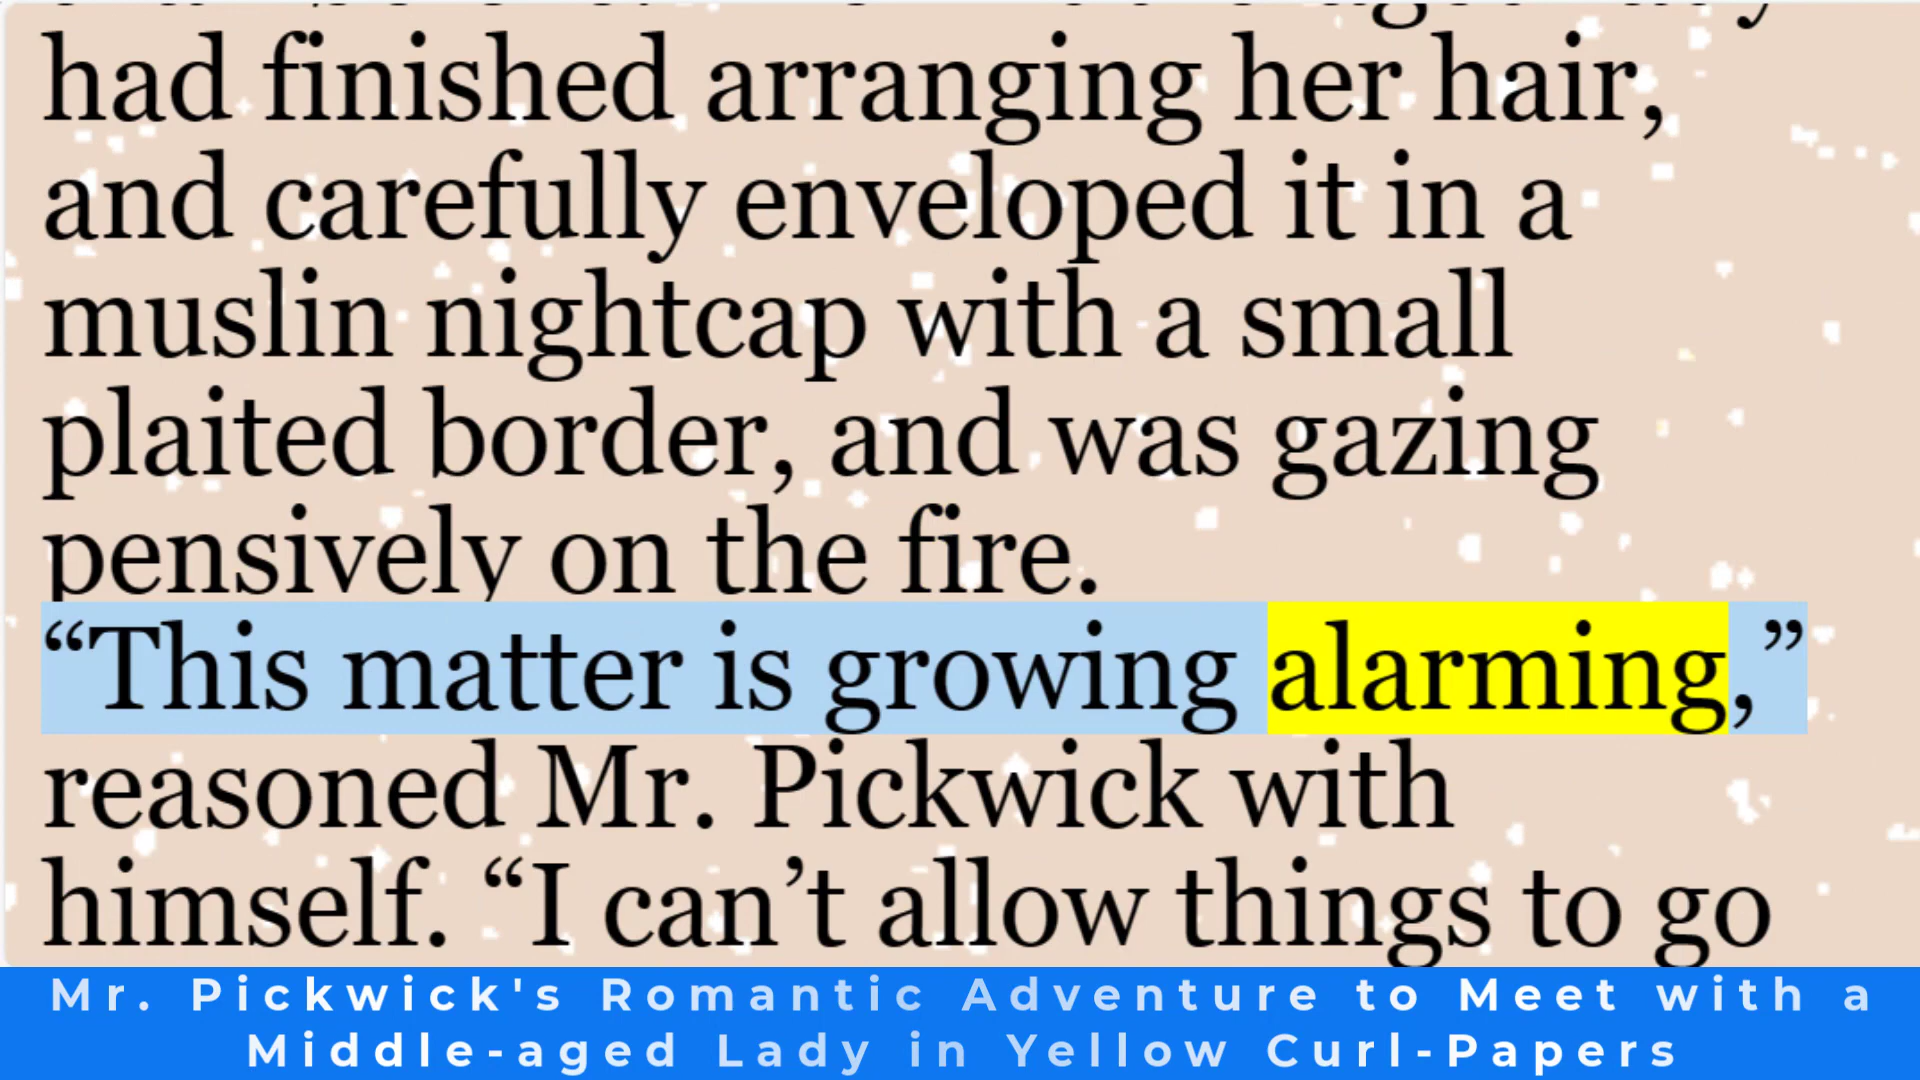 had finished arranging her hair,
and carefully enveloped it in a
muslin nightcap with a small
plaited border, and was gazing
pensively on the fire.
“This matter is growing alarming,”
reasoned Mr. Pickwick with
himself. “I can’t allow things to go
Mr. Pickwick's Romantic Adventure to Meet with a
Middle-aged Lady in Yellow Curl-Papers